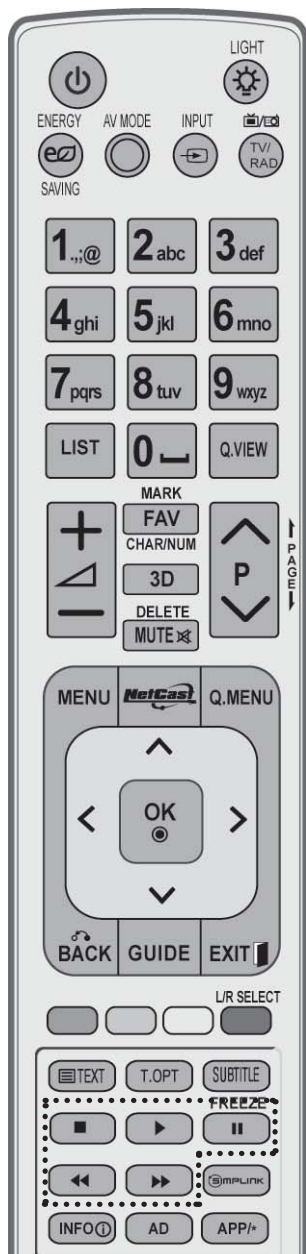 LIGHT
ENERGY AV MODE INPUT
TV/
RAD
SAVING
1.,;@ 2abc 3def
4ghi 5jkl 6mno
7pqrs 8tuv 9wxyz
LIST 0 Q.VIEW
MARK
FAV
CHAR/NUM
3D
P
PAGE
DELETE
MUTE
MENU NetCast Q.MENU
OK
BACK GUIDE EXIT
L/R SELECT
TEXT T.OPT SUBTITLE
FREEZE
SIMPLINK
INFO AD APP/*